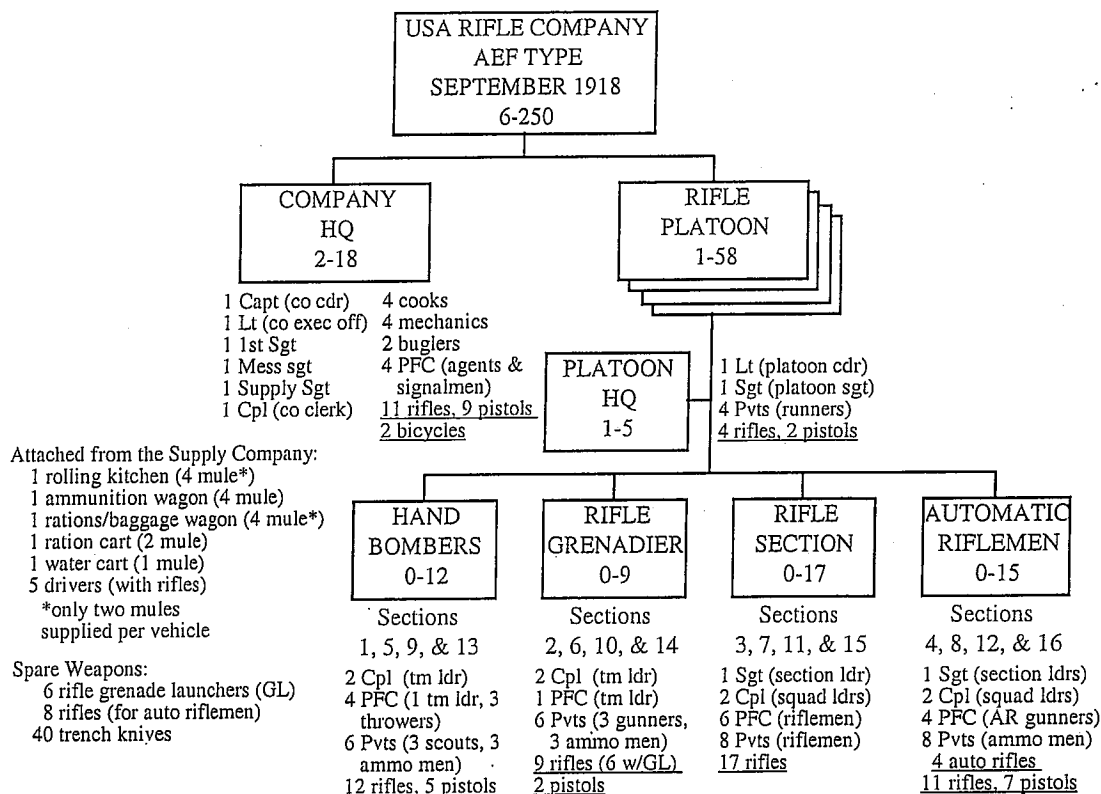 USA RIFLE COMPANY
AEF TYPE
SEPTEMBER 1918
6-250
COMPANY
HQ
2-18
RIFLE
PLATOON
1-58
1 Capt (co cdr)
1 Lt (co exec off)
1 1st Sgt
1 Mess sgt
1 Supply Sgt
1 Cpl (co clerk)
4 cooks
4 mechanics
2 buglers
4 PFC (agents &
signalmen)
11 rifles, 9 pistols
2 bicycles
PLATOON
HQ
1-5
1 Lt (platoon cdr)
1 Sgt (platoon sgt)
4 Pvts (runners)
4 rifles, 2 pistols
Attached from the Supply Company:
1 rolling kitchen (4 mule*)
1 ammunition wagon (4 mule)
1 rations/baggage wagon (4 mule*)
1 ration cart (2 mule)
1 water cart (1 mule)
5 drivers (with rifles)
*only two mules
supplied per vehicle
Spare Weapons:
6 rifle grenade launchers (GL)
8 rifles (for auto riflemen)
40 trench knives
HAND
BOMBERS
0-12
Sections
1, 5, 9, & 13
2 Cpl (tm ldr)
4 PFC (1 tm ldr, 3
throwers)
6 Pvts (3 scouts, 3
ammo men)
12 rifles, 5 pistols
RIFLE
GRENADIER
0-9
Sections
2, 6, 10, & 14
2 Cpl (tm ldr)
1 PFC (tm ldr)
6 Pvts (3 gunners,
3 ammo men)
9 rifles (6 w/GL)
2 pistols
RIFLE
SECTION
0-17
Sections
3, 7, 11, & 15
1 Sgt (section ldr)
2 Cpl (squad ldrs)
6 PFC (riflemen)
8 Pvts (riflemen)
17 rifles
AUTOMATIC
RIFLEMEN
0-15
Sections
4, 8, 12, & 16
1 Sgt (section ldrs)
2 Cpl (squad ldrs)
4 PFC (AR gunners)
8 Pvts (ammo men)
4 auto rifles
11 rifles, 7 pistols